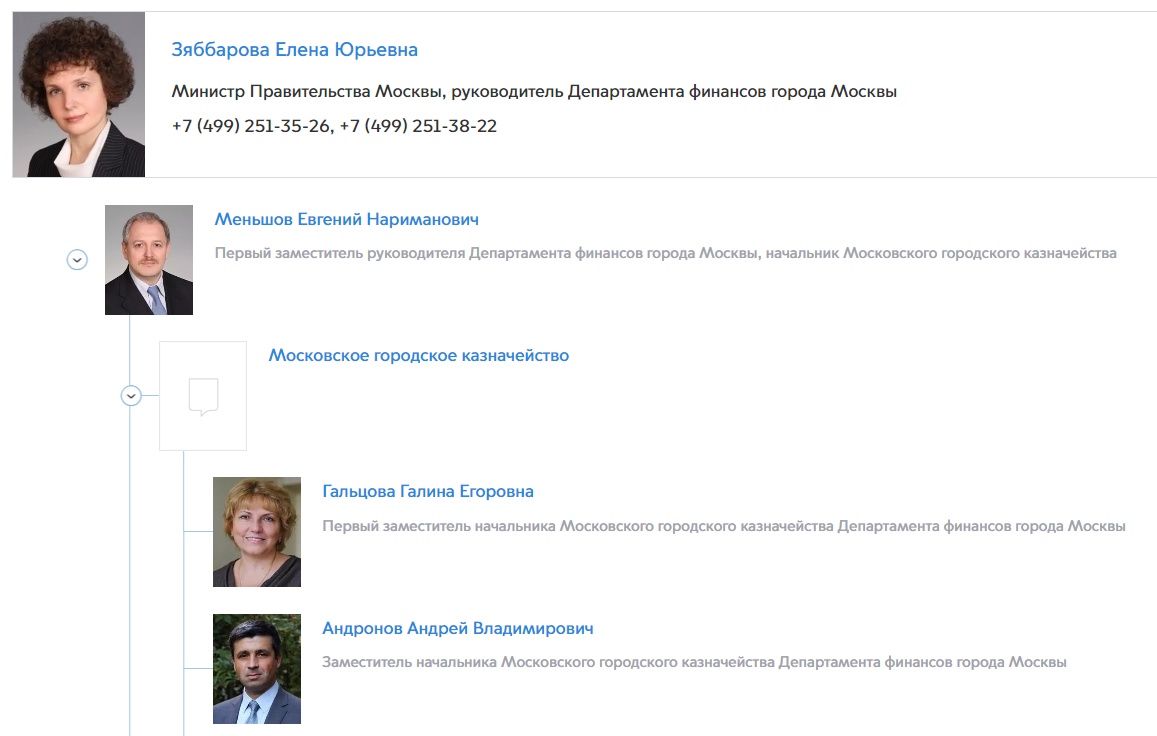 Зяббарова Елена Юрьевна
Министр Правительства Москвы, руководитель Департамента финансов города Москвы
+7 (499) 251-35-26, +7 (499) 251-38-22
Меньшов Евгений Нариманович
Первый заместитель руководителя Департамента финансов города Москвы, начальник Московского городского казначейства
Московское городское казначейство
Гальцова Галина Егоровна
Первый заместитель начальника Московского городского казначейства Департамента финансов города Москвы
Андронов Андрей Владимирович
Заместитель начальника Московского городского казначейства Департамента финансов города Москвы